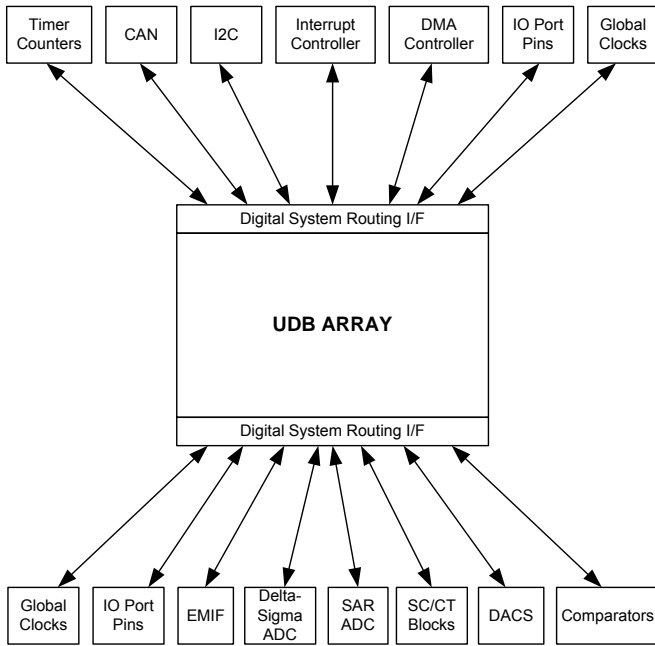 Timer
Counters
CAN
I2C
Interrupt
Controller
DMA
Controller
IO Port
Pins
Global
Clocks
Digital System Routing I/F
UDB ARRAY
Digital System Routing I/F
Global
Clocks
IO Port
Pins
EMIF
Delta-
Sigma
ADC
SAR
ADC
SC/CT
Blocks
DACS
Comparators